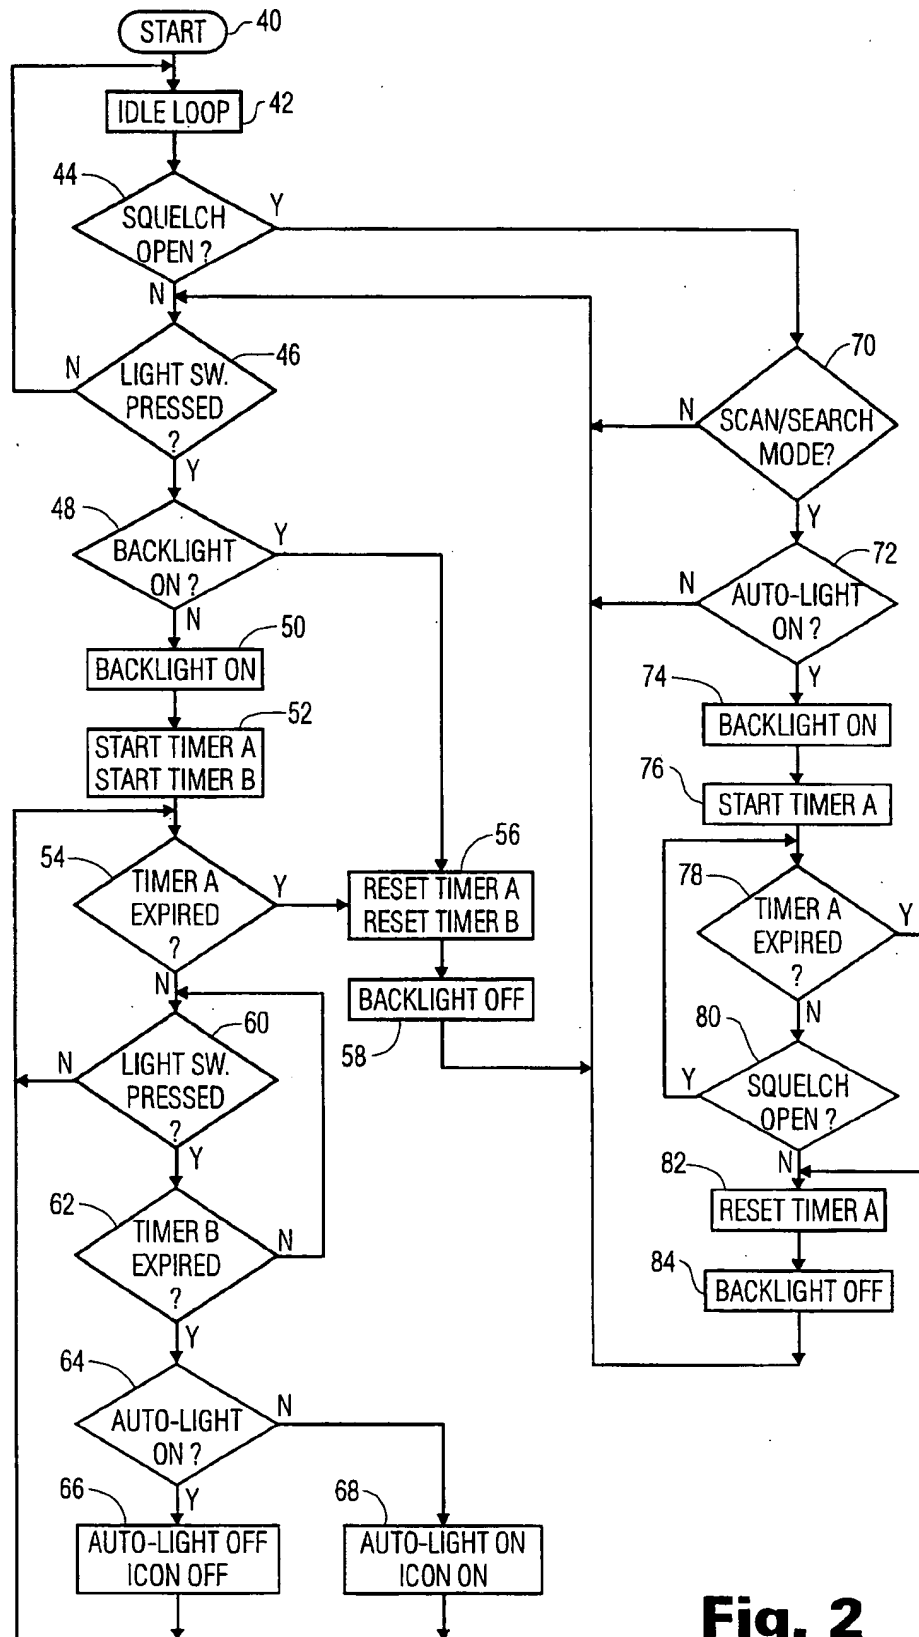 START
40
IDLE LOOP
42
44
SQUELCH
OPEN ?
Y
N
46
LIGHT SW.
PRESSED
?
N
Y
48
BACKLIGHT
ON ?
Y
N
50
BACKLIGHT ON
52
START TIMER A
START TIMER B
54
TIMER A
EXPIRED
?
Y
N
56
RESET TIMER A
RESET TIMER B
BACKLIGHT OFF
58
60
LIGHT SW.
PRESSED
?
N
Y
62
TIMER B
EXPIRED
?
N
Y
64
AUTO-LIGHT
ON ?
N
Y
66
AUTO-LIGHT OFF
ICON OFF
68
AUTO-LIGHT ON
ICON ON
70
SCAN/SEARCH
MODE?
N
Y
72
AUTO-LIGHT
ON ?
N
Y
74
BACKLIGHT ON
76
START TIMER A
78
TIMER A
EXPIRED
?
Y
N
80
SQUELCH
OPEN ?
Y
N
82
RESET TIMER A
84
BACKLIGHT OFF
Fig. 2